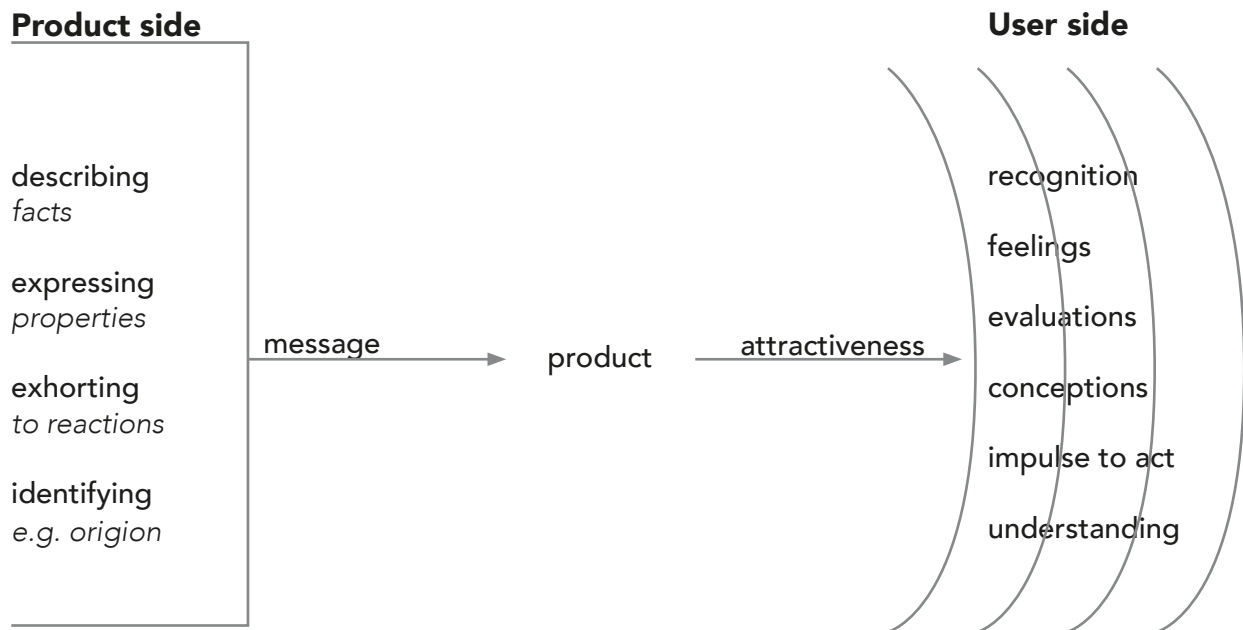 Product side
User side
describing
facts
expressing
properties
exhorting
to reactions
identifying
e.g. origion
message
product
attractiveness
recognition
feelings
evaluations
conceptions
impulse to act
understanding